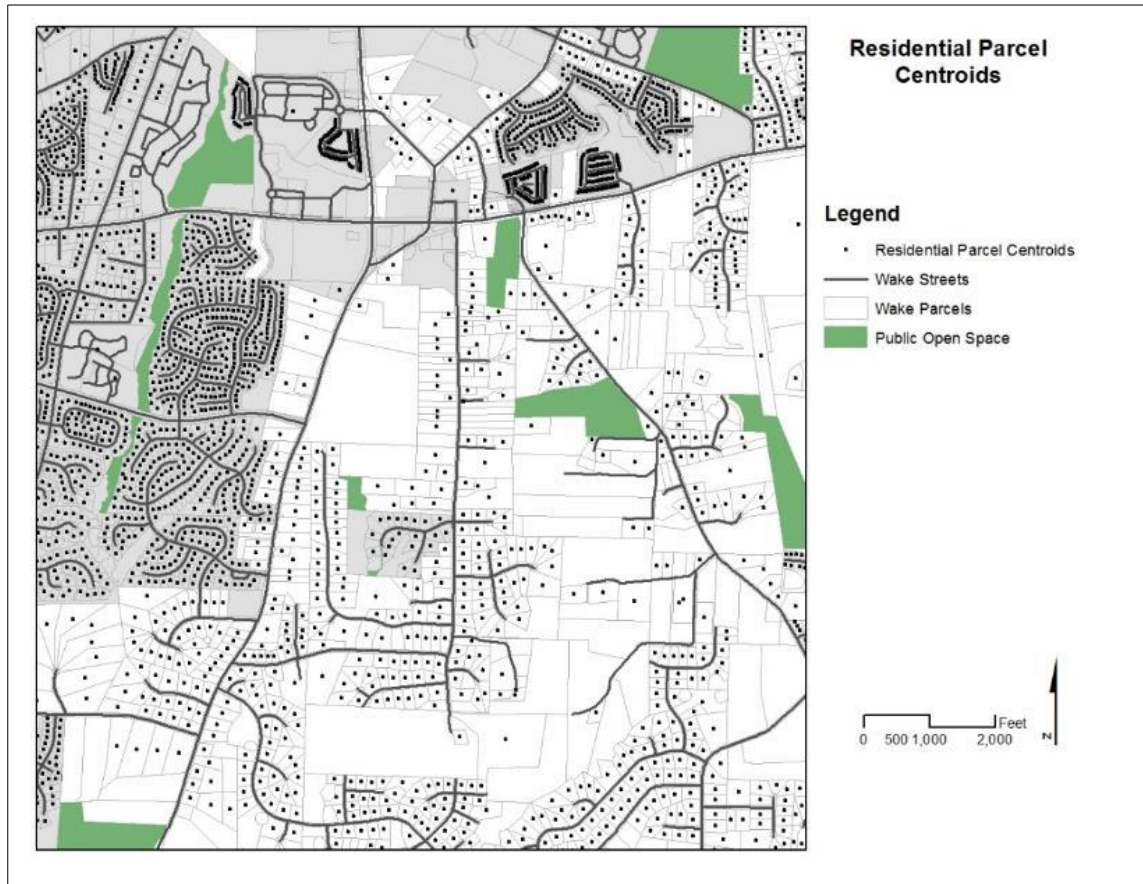 Residential Parcel
Centroids
Legend
Residential Parcel Centroids
Wake Streets
Wake Parcels
Public Open Space
Feet
0 500 1,000 2,000
N